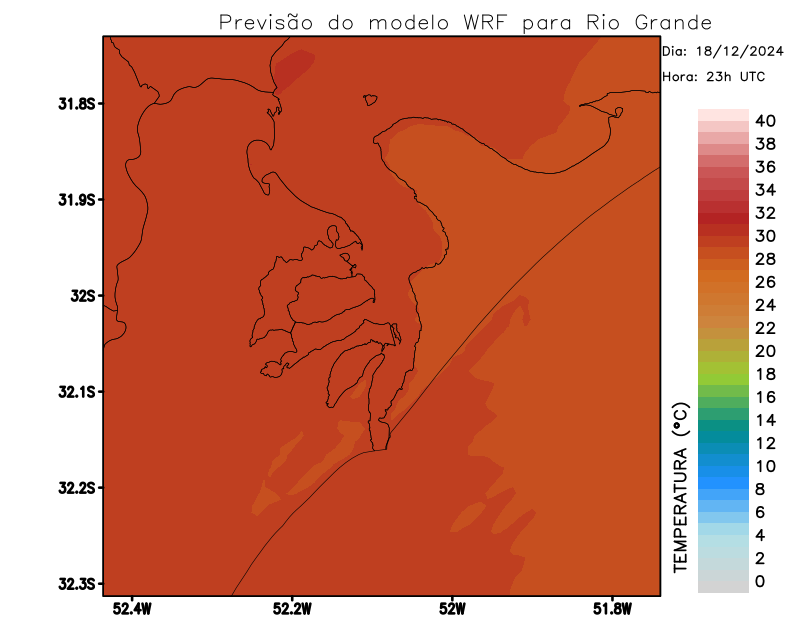 Previsão do modelo WRF para Rio Grande
Dia: 18/12/2024
Hora: 23h UTC
31.8S
31.9S
32S
32.1S
32.2S
32.3S
52.4W
52.2W
52W
51.8W
TEMPERATURA (°C)
40
38
36
34
32
30
28
26
24
22
20
18
16
14
12
10
8
6
4
2
0